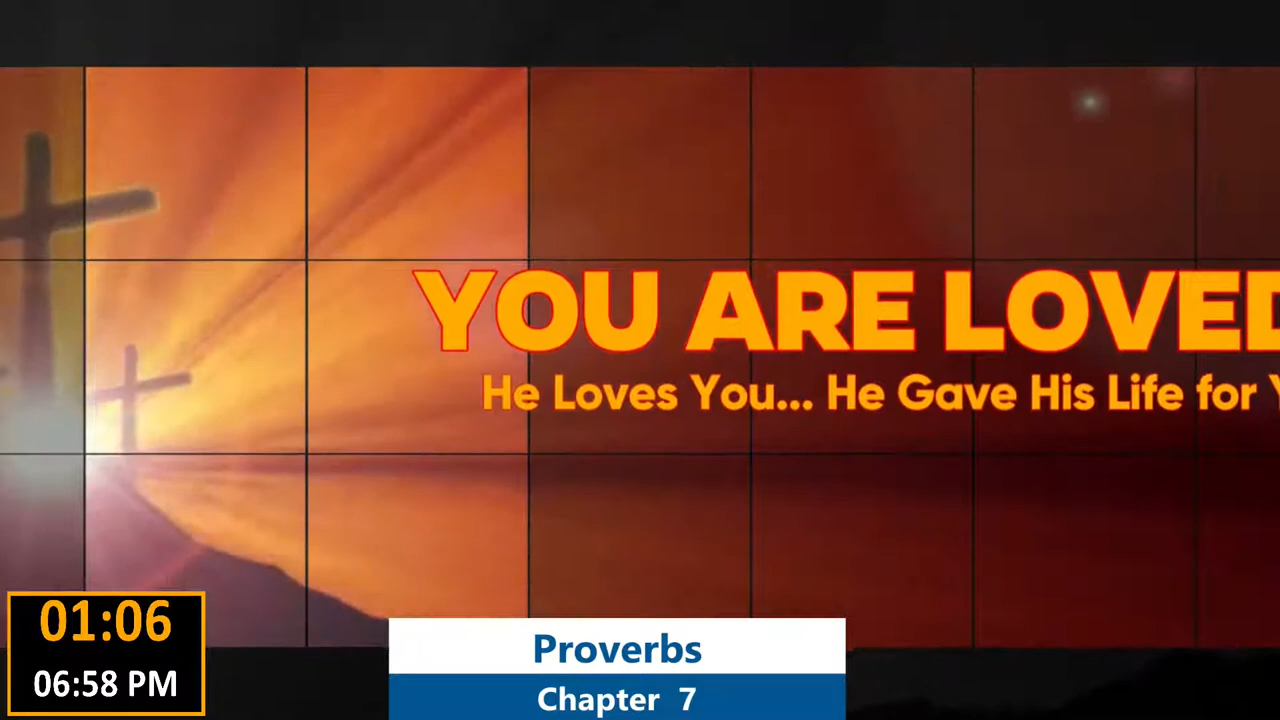 YOU ARE LOVED
He Loves You... He Gave His Life for
01:06
06:58 PM
Proverbs
Chapter 7